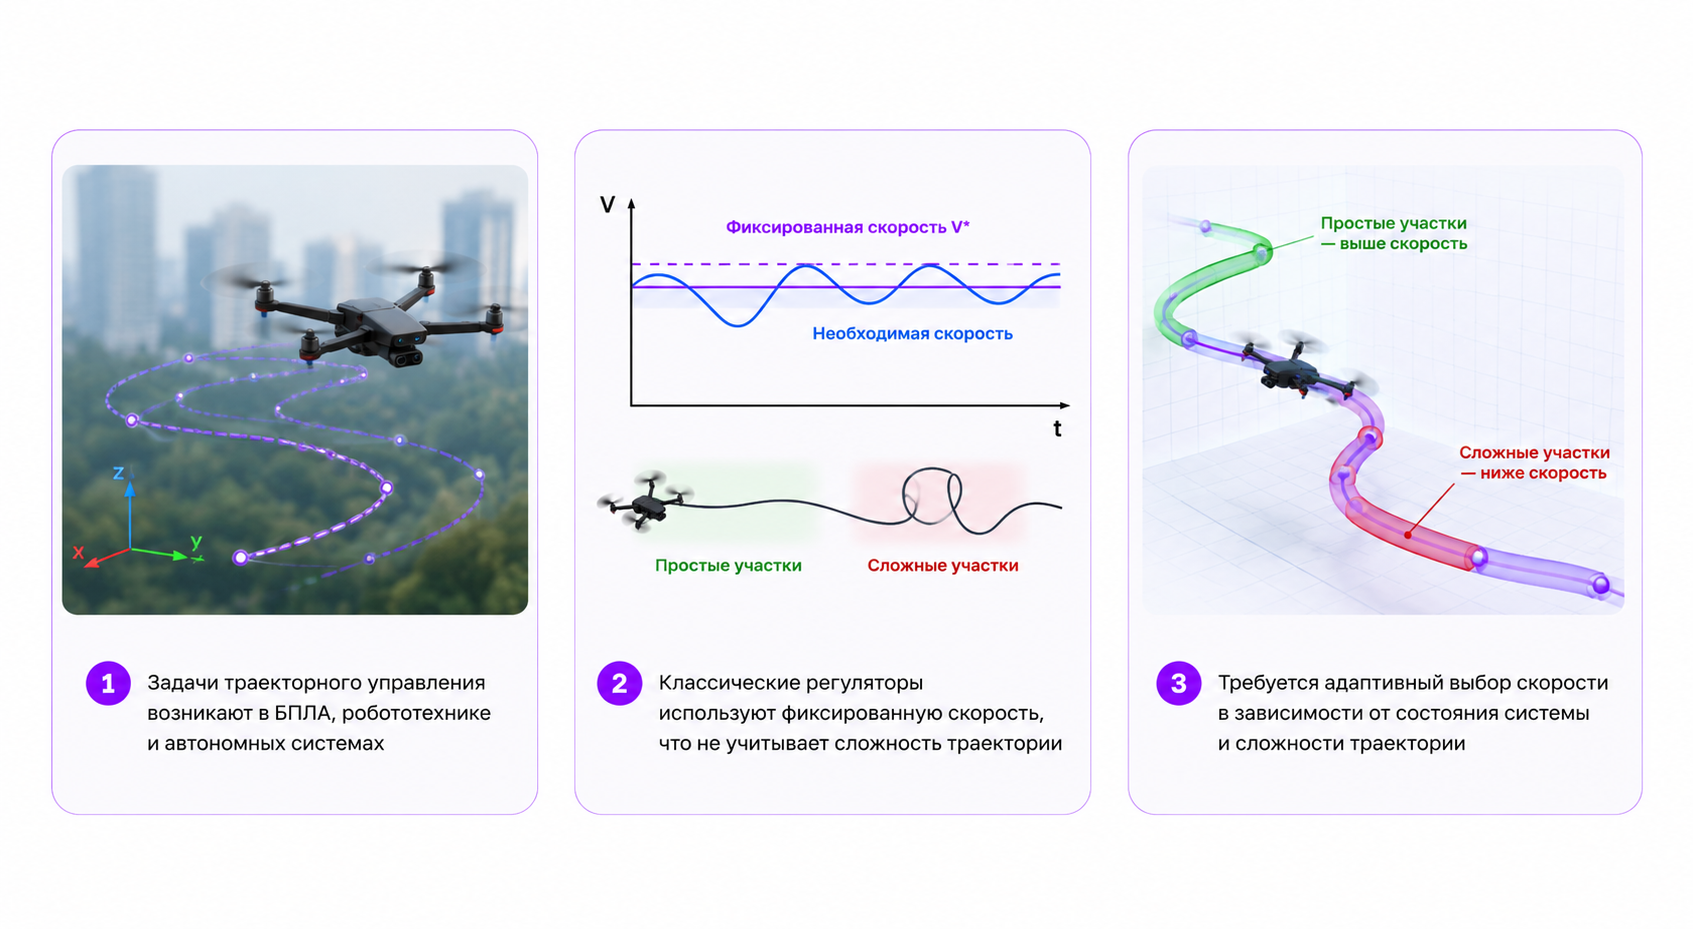 Z
X
y
1
Задачи траекторного управления
возникают в БПЛА, робототехнике
и автономных системах
V
Фиксированная скорость V*
Необходимая скорость
t
Простые участки
Сложные участки
2
Классические регуляторы
используют фиксированную скорость,
что не учитывает сложность траектории
Простые участки
— выше скорость
Сложные участки
— ниже скорость
3
Требуется адаптивный выбор скорости
в зависимости от состояния системы
и сложности траектории